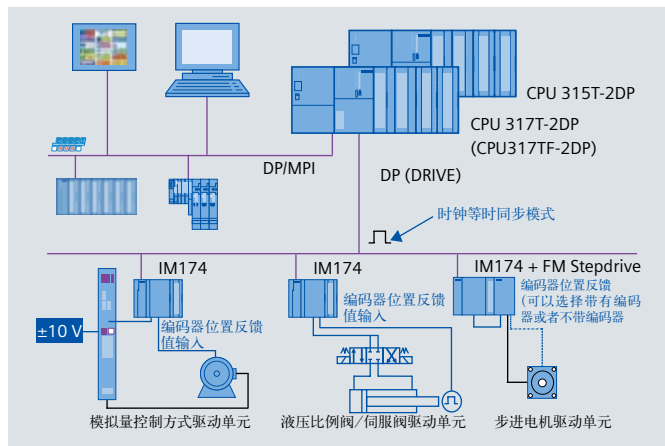 CPU 315T-2DP
CPU 317T-2DP
(CPU317TF-2DP)
DP/MPI
DP (DRIVE)
时钟等时同步模式
IM174
IM174
IM174 + FM Stepdrive
编码器位置反馈
(可以选择带有编码
器或者不带编码器
编码器位置反馈
值输入
±10 V
编码器位置反馈
值输入
模拟量控制方式驱动单元
液压比例阀/伺服阀驱动单元
步进电机驱动单元